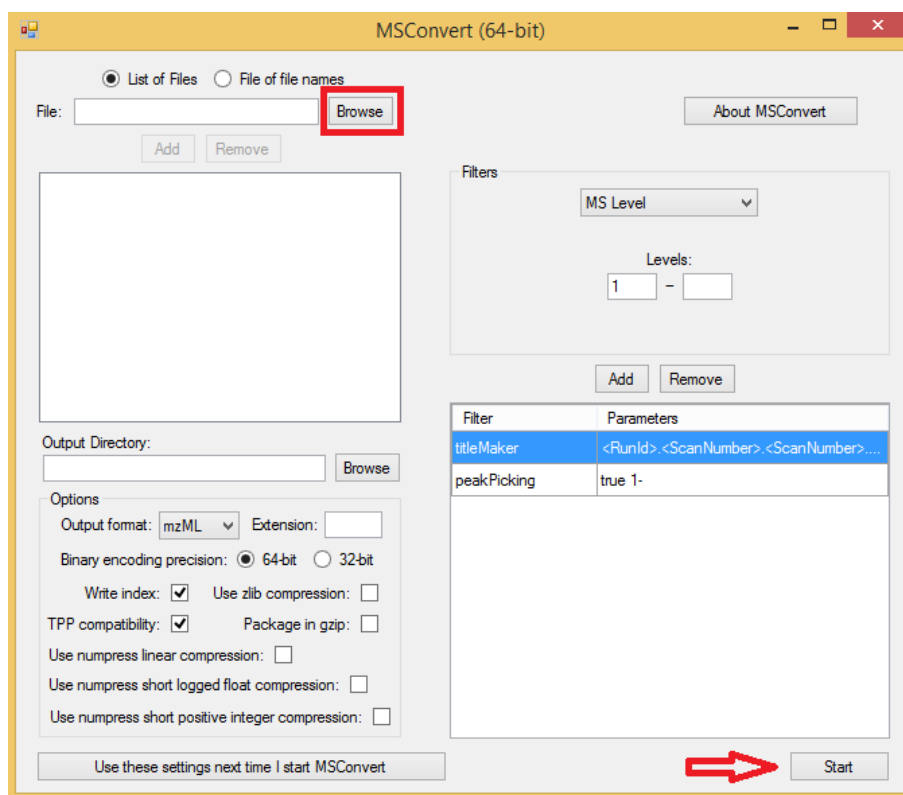 MSConvert (64-bit)
List of Files File of file names
File: Browse
About MSConvert
Add Remove
Filters
MS Level
Levels:
1 –
Add Remove
Filter Parameters
titleMaker <RunId>.<ScanNumber>.<ScanNumber>....
peakPicking true 1-
Output Directory:
Browse
Options
Output format: mzML Extension:
Binary encoding precision: 64-bit 32-bit
Write index: Use zlib compression:
TPP compatibility: Package in gzip:
Use numpress linear compression:
Use numpress short logged float compression:
Use numpress short positive integer compression:
Use these settings next time I start MSConvert
Start